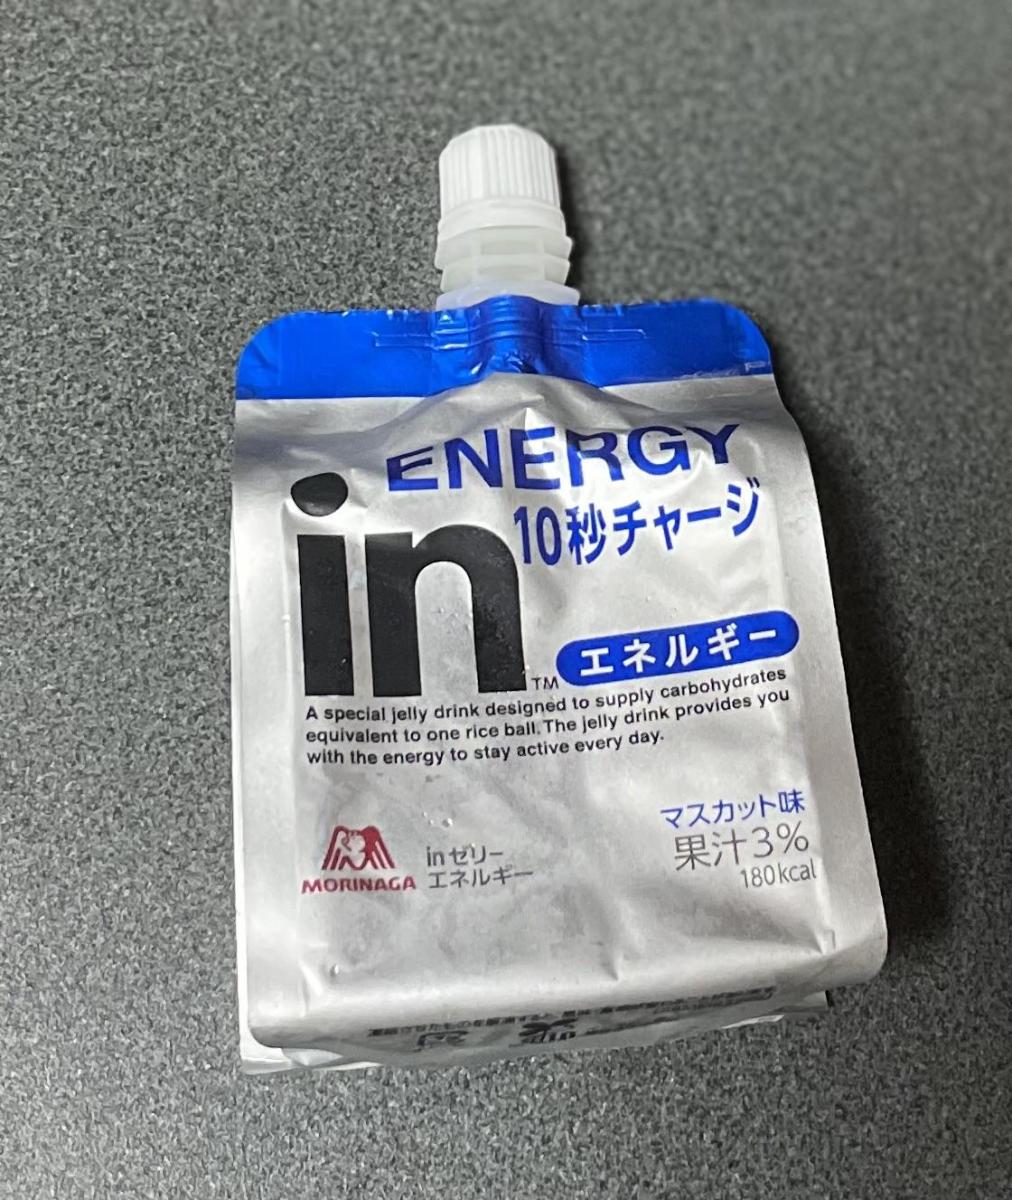 ENERGY
in
10秒チャージ
TM
エネルギー
A special jelly drink designed to supply carbohydrates
equivalent to one rice ball. The jelly drink provides you
with the energy to stay active every day.
マスカット味
果汁3%
180kcal
MORINAGA
inゼリー
エネルギー